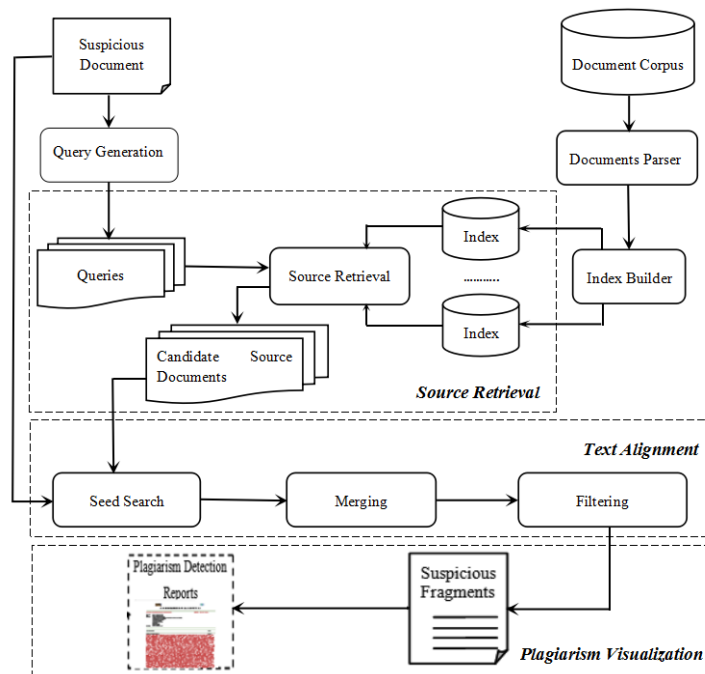 Suspicious
Document
Document Corpus
Query Generation
Documents Parser
Queries
Source Retrieval
Index
...........
Index
Index Builder
Candidate Source
Documents
Source Retrieval
Text Alignment
Seed Search
Merging
Filtering
Plagiarism Detection
Reports
Suspicious
Fragments
Plagiarism Visualization